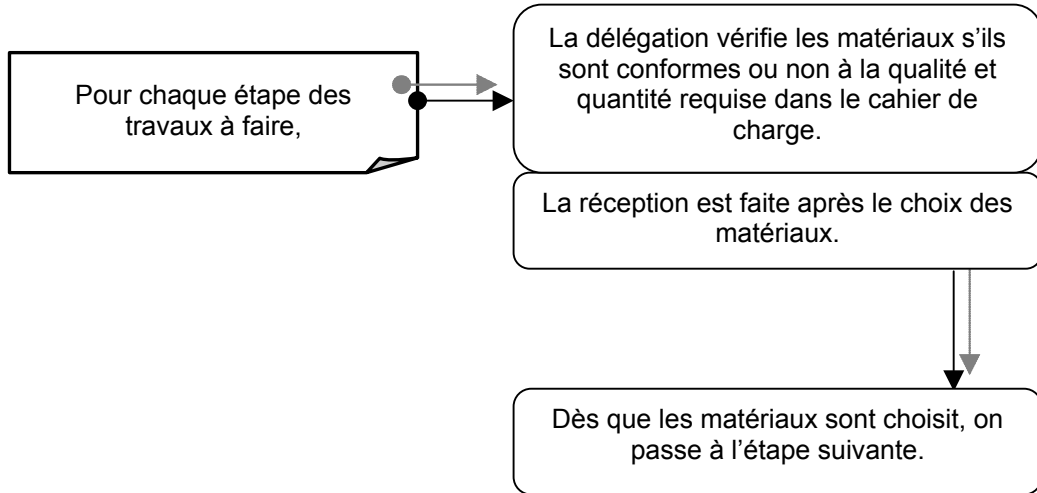 Pour chaque étape des
travaux à faire,
La délégation vérifie les matériaux s’ils
sont conformes ou non à la qualité et
quantité requise dans le cahier de
charge.
La réception est faite après le choix des
matériaux.
Dès que les matériaux sont choisit, on
passe à l’étape suivante.